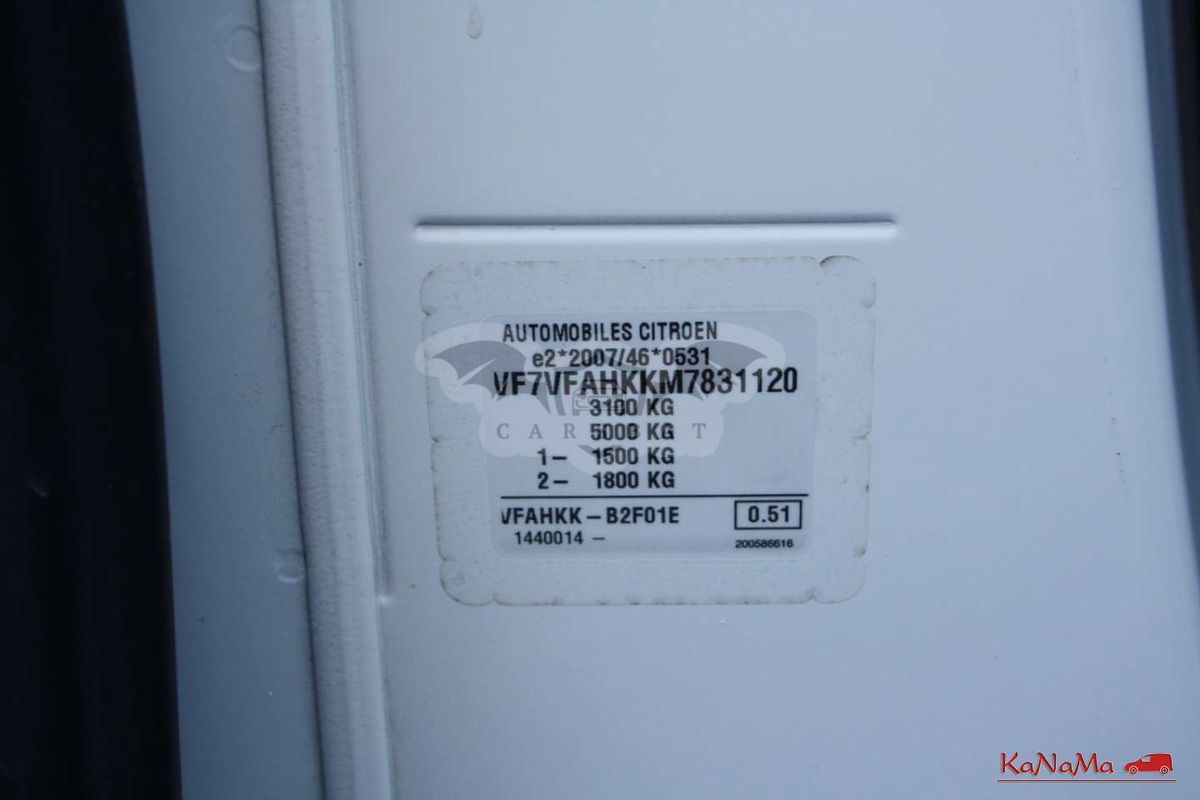 AUTOMOBILES CITROEN
e2*2007/46*0531
VF7VFAHKKM7831120
3100 KG
5000 KG
1- 1500 KG
2- 1800 KG
VFAHKK-B2F01E 0.51
1440014 -
200586616
KaNaMa